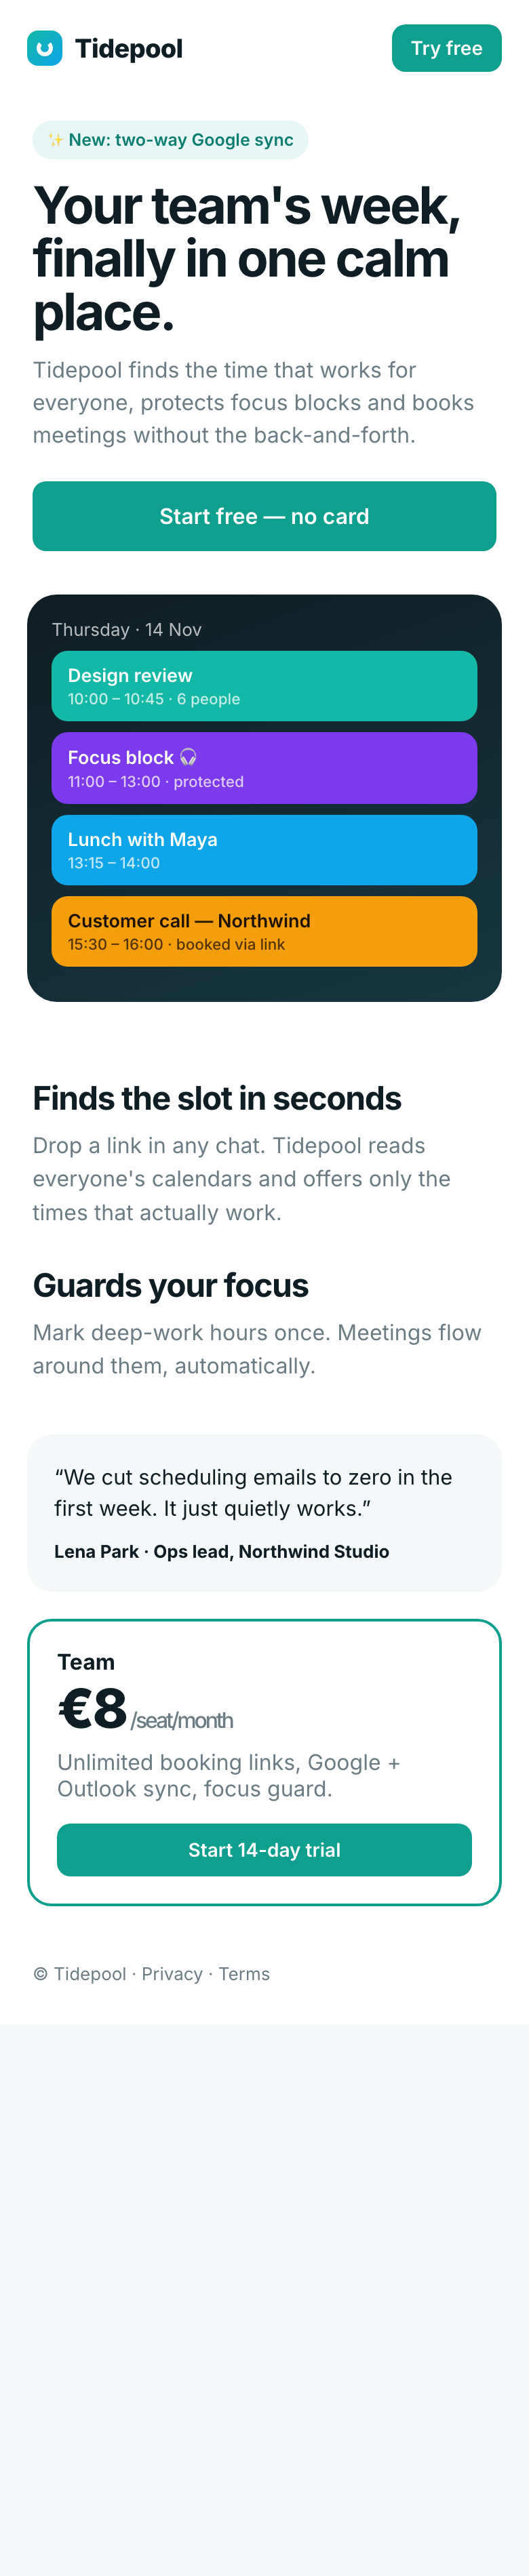 Tidepool
Try free
✨ New: two-way Google sync
Your team's week,
finally in one calm
place.
Tidepool finds the time that works for
everyone, protects focus blocks and books
meetings without the back-and-forth.
Start free — no card
Thursday · 14 Nov
Design review
10:00 – 10:45 · 6 people
Focus block 🎧
11:00 – 13:00 · protected
Lunch with Maya
13:15 – 14:00
Customer call — Northwind
15:30 – 16:00 · booked via link
Finds the slot in seconds
Drop a link in any chat. Tidepool reads
everyone's calendars and offers only the
times that actually work.
Guards your focus
Mark deep-work hours once. Meetings flow
around them, automatically.
“We cut scheduling emails to zero in the
first week. It just quietly works.”
Lena Park · Ops lead, Northwind Studio
Team
€8 /seat/month
Unlimited booking links, Google +
Outlook sync, focus guard.
Start 14-day trial
© Tidepool · Privacy · Terms